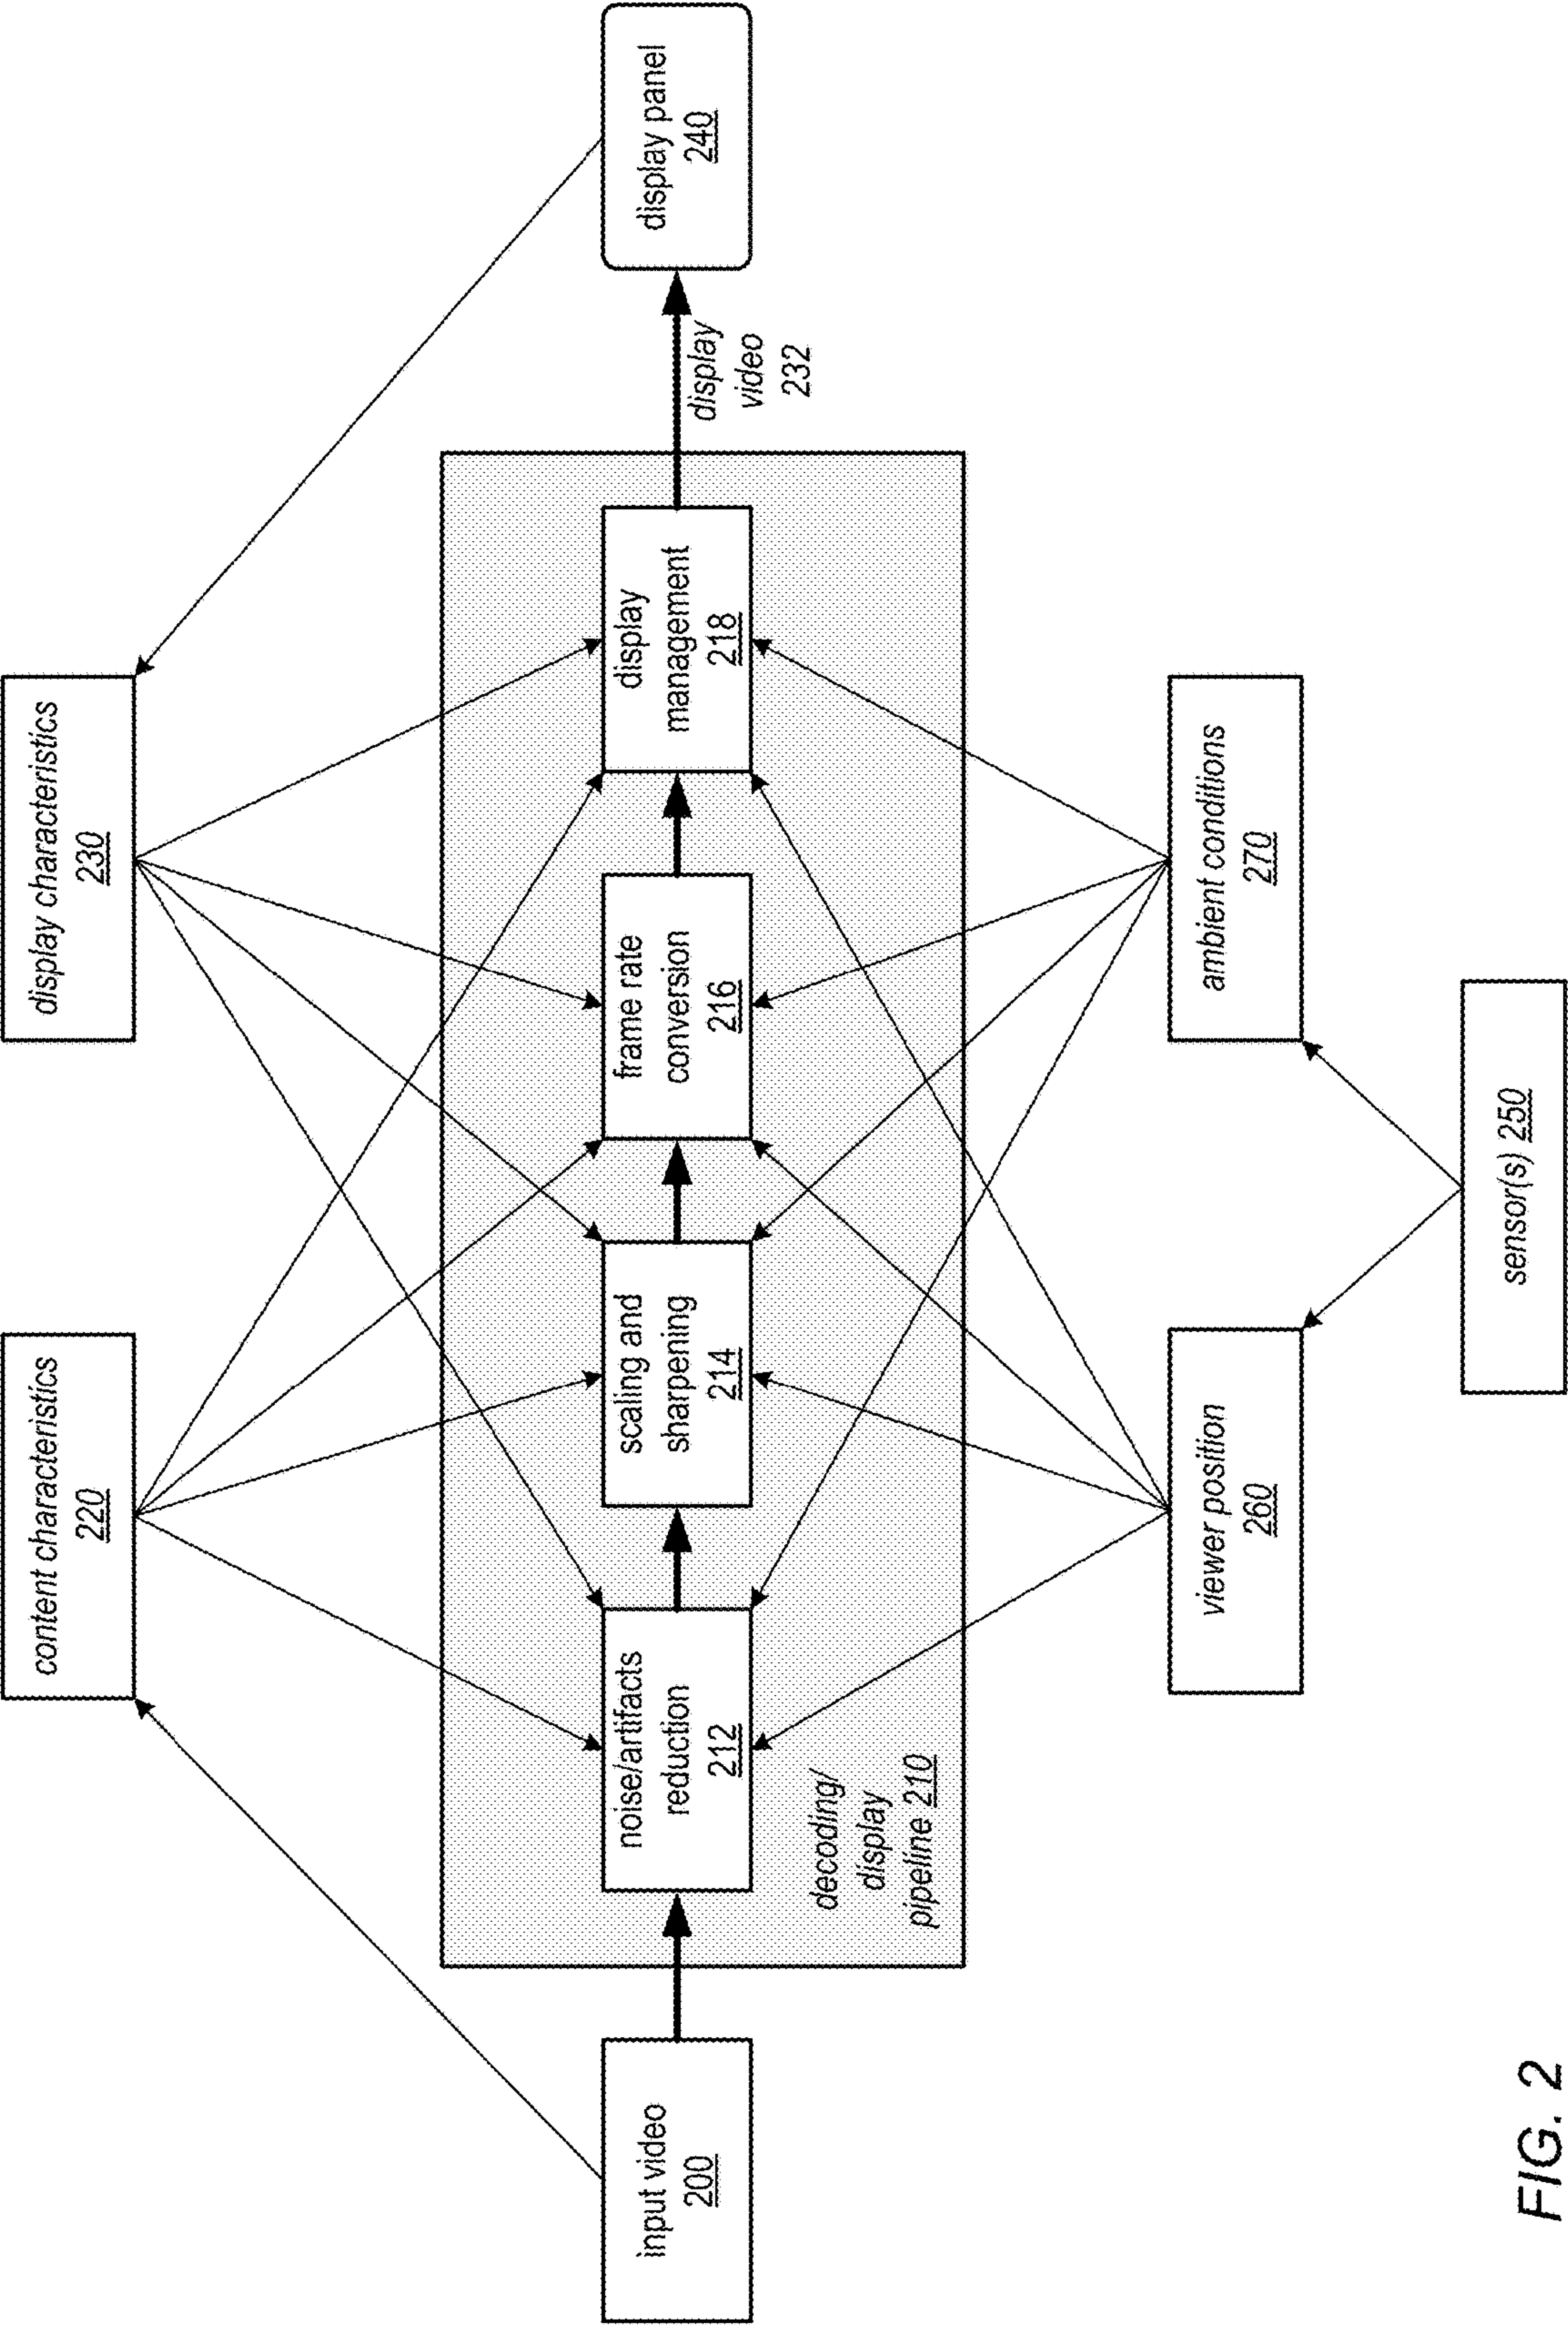 content characteristics
220
display characteristics
230
input video
200
noise/artifacts
reduction
212
scaling and
sharpening
214
frame rate
conversion
216
display
management
218
display
video
232
display panel
240
decoding/
display
pipeline 210
viewer position
260
ambient conditions
270
sensor(s) 250
FIG. 2